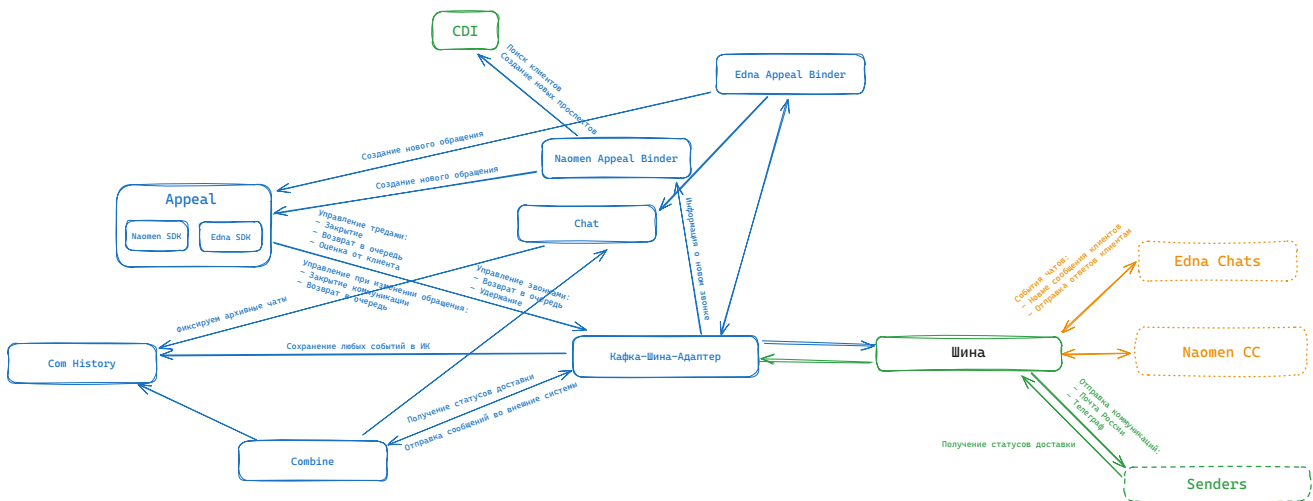 CDI
Поиск клиентов
Создание новых проспектов
Edna Appeal Binder
Создание нового обращения
Naomen Appeal Binder
Создание нового обращения
Appeal
Naomen SDK
Edna SDK
Chat
Информация о новом звонке
Управление тредами:
– Закрытие
– Возврат в очередь
– Оценка от клиента
Управление при изменении обращения:
– Закрытие коммуникации
– Возврат в очередь
Управление звонками:
– Возврат в очередь
– Удержание
События чатов:
– Новые сообщения клиентов
– Отправка ответов клиентам
Edna Chats
Фиксируем архивные чаты
Com History
Сохранение любых событий в ИК
Кафка-Шина-Адаптер
Шина
Naomen CC
Получение статусов доставки
Отправка сообщений во внешние системы
Combine
Отправка коммуникаций:
– Почта России
– Телеграф
Получение статусов доставки
Senders